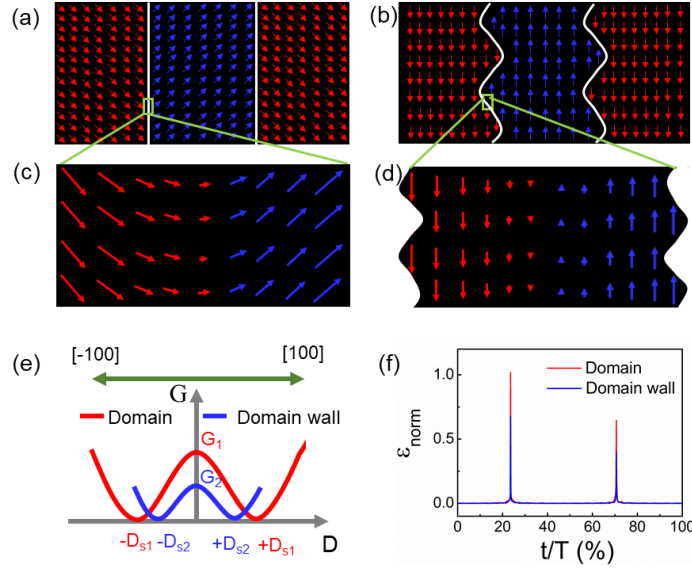 (a)
(b)
(c)
(d)
(e)
[-100]
[100]
G
Domain
Domain wall
G1
G2
-Ds1 -Ds2 +Ds2 +Ds1 D
(f)
Domain
Domain wall
εnorm
1.0
0.5
0.0
0 20 40 60 80 100
t/T (%)